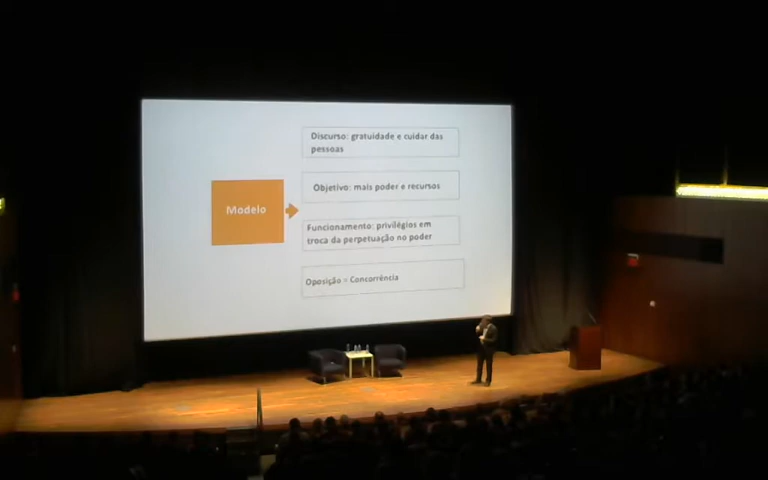 Modelo
Discurso: gratuidade e cuidar das
pessoas
Objetivo: mais poder e recursos
Funcionamento: privilégios em
troca da perpetuação no poder
Oposição = Concorrência